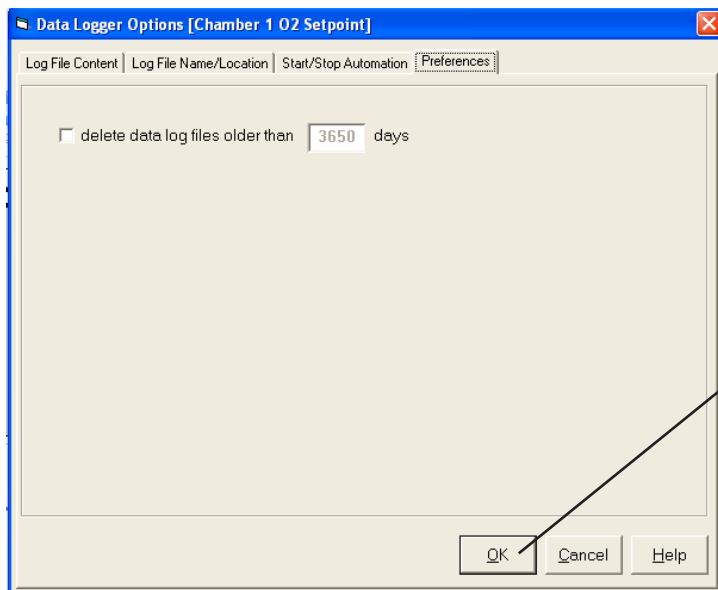 Data Logger Options [Chamber 1 O2 Setpoint]
Log File Content Log File Name/Location Start/Stop Automation Preferences
delete data log files older than 3650 days
OK Cancel Help